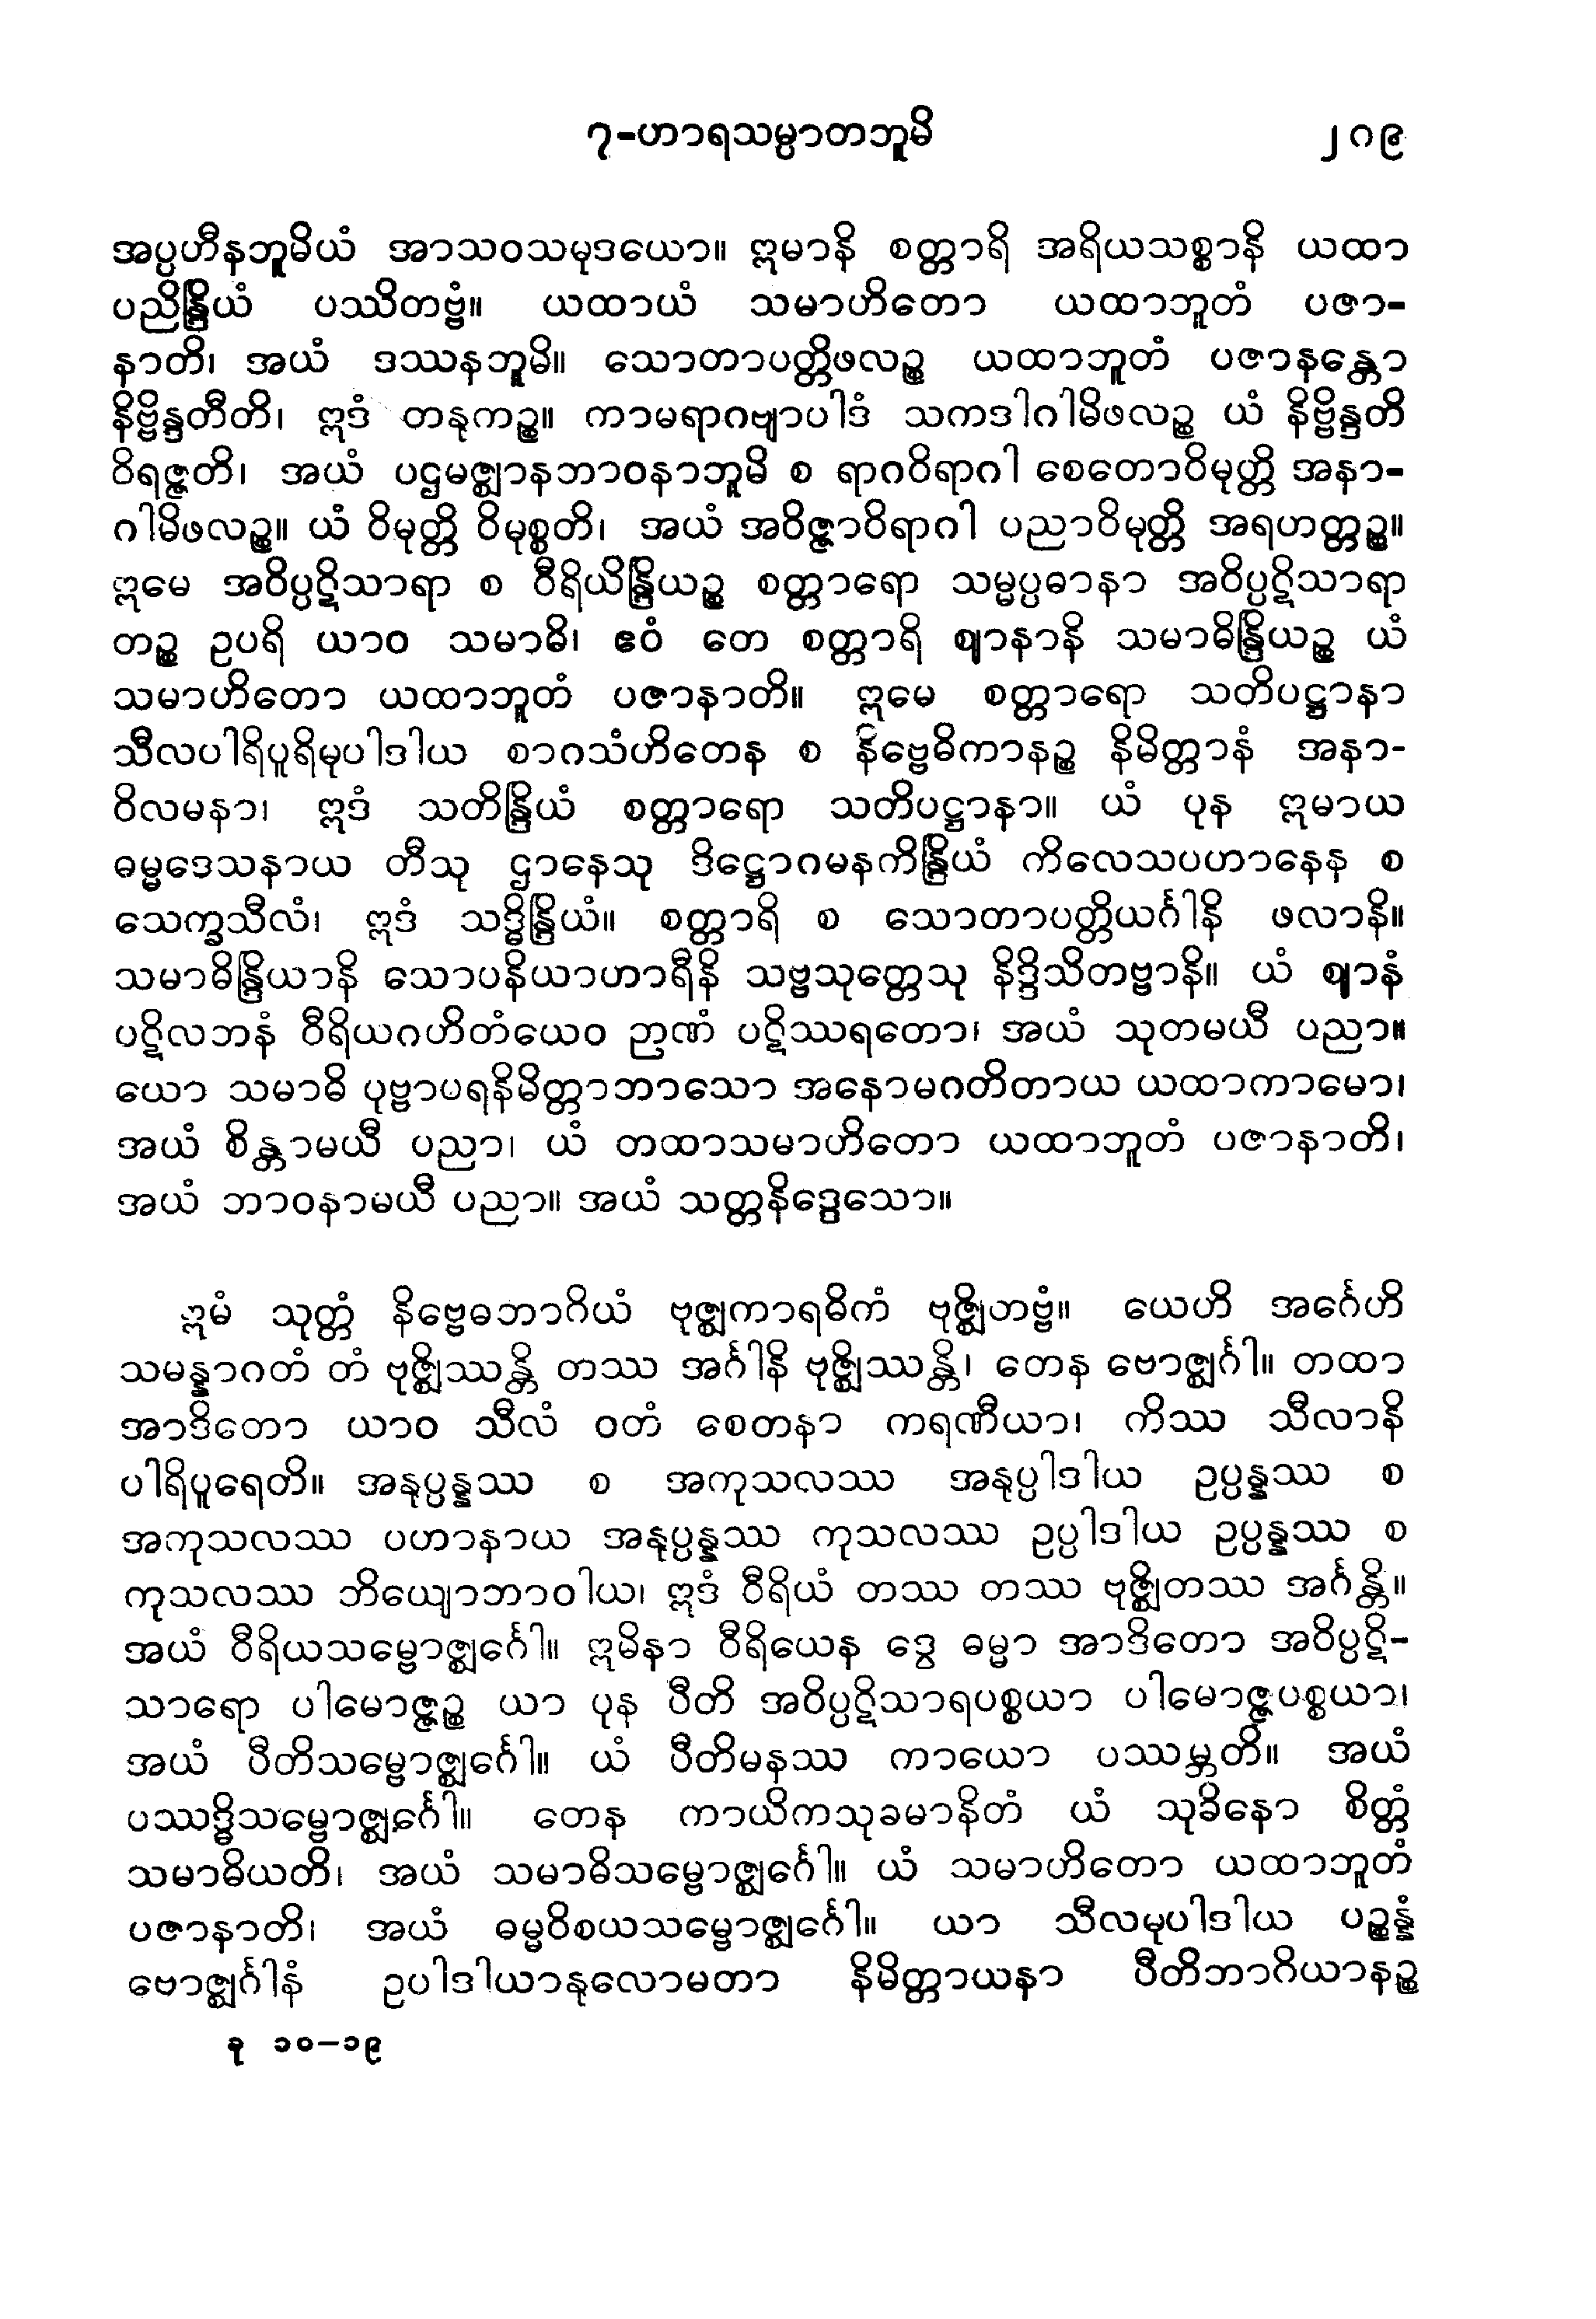 ၇-ဟာရသမ္ပာတဘူမိ ၂၈၉
အပ္ပဟီနဘူမိယံ အာသဝသမုဒယော။ ဣမာနိ စတ္တာရိ အရိယသစ္စာနိ ယထာ
ပညိန္ဒြိယံ ပဿိတဗ္ဗံ။ ယထာယံ သမာဟိတော ယထာဘူတံ ပဇာ-
နာတိ၊ အယံ ဒဿနဘူမိ။ သောတာပတ္တိဖလဉ္စ ယထာဘူတံ ပဇာနန္တော
နိဗ္ဗိန္ဒတီတိ၊ ဣဒံ တနုကဉ္စ။ ကာမရာဂဗျာပါဒံ သကဒါဂါမိဖလဉ္စ ယံ နိဗ္ဗိန္ဒတိ
ဝိရဇ္ဇတိ၊ အယံ ပဌမဇ္ဈာနဘာဝနာဘူမိ စ ရာဂဝိရာဂါ စေတောဝိမုတ္တိ အနာ-
ဂါမိဖလဉ္စ။ ယံ ဝိမုတ္တိ ဝိမုစ္စတိ၊ အယံ အဝိဇ္ဇာဝိရာဂါ ပညာဝိမုတ္တိ အရဟတ္တဉ္စ။
ဣမေ အဝိပ္ပဋိသာရာ စ ဝီရိယိန္ဒြိယဉ္စ စတ္တာရော သမ္မပ္ပဓာနာ အဝိပ္ပဋိသာရာ
တဉ္စ ဥပရိ ယာဝ သမာဓိ၊ ဧဝံ တေ စတ္တာရိ ဈာနာနိ သမာဓိန္ဒြိယဉ္စ ယံ
သမာဟိတော ယထာဘူတံ ပဇာနာတိ။ ဣမေ စတ္တာရော သတိပဋ္ဌာနာ
သီလပါရိပူရိမုပါဒါယ စာဂသံဟိတေန စ နိဗ္ဗေဓိကာနဉ္စ နိမိတ္တာနံ အနာ-
ဝိလမနာ၊ ဣဒံ သတိန္ဒြိယံ စတ္တာရော သတိပဋ္ဌာနာ။ ယံ ပုန ဣမာယ
ဓမ္မဒေသနာယ တီသု ဌာနေသု ဒိဋ္ဌောဂမနကိန္ဒြိယံ ကိလေသပဟာနေန စ
သေက္ခသီလံ၊ ဣဒံ သဒ္ဓိန္ဒြိယံ။ စတ္တာရိ စ သောတာပတ္တိယင်္ဂါနိ ဖလာနိ။
သမာဓိန္ဒြိယာနိ သောပနိယာဟာရီနိ သဗ္ဗသုတ္တေသု နိဒ္ဒိသိတဗ္ဗာနိ။ ယံ ဈာနံ
ပဋိလဘနံ ဝီရိယဂဟိတံယေဝ ဉာဏံ ပဋိဿရတော၊ အယံ သုတမယီ ပညာ။
ယော သမာဓိ ပုဗ္ဗာပရနိမိတ္တာဘာသော အနောမဂတိတာယ ယထာကာမော၊
အယံ စိန္တာမယီ ပညာ၊ ယံ တထာသမာဟိတော ယထာဘူတံ ပဇာနာတိ၊
အယံ ဘာဝနာမယီ ပညာ။ အယံ သတ္တနိဒ္ဒေသော။
ဣမံ သုတ္တံ နိဗ္ဗေဓဘာဂိယံ ဗုဇ္ဈကာရဓိကံ ဗုဇ္ဈိတဗ္ဗံ။ ယေဟိ အင်္ဂေဟိ
သမန္နာဂတံ တံ ဗုဇ္ဈိဿန္တိ တဿ အင်္ဂါနိ ဗုဇ္ဈိဿန္တိ၊ တေန ဗောဇ္ဈင်္ဂါ။ တထာ
အာဒိတော ယာဝ သီလံ ဝတံ စေတနာ ကရဏီယာ၊ ကိဿ သီလာနိ
ပါရိပူရေတိ။ အနုပ္ပန္နဿ စ အကုသလဿ အနုပ္ပါဒါယ ဥပ္ပန္နဿ စ
အကုသလဿ ပဟာနာယ အနုပ္ပန္နဿ ကုသလဿ ဥပ္ပါဒါယ ဥပ္ပန္နဿ စ
ကုသလဿ ဘိယျောဘာဝါယ၊ ဣဒံ ဝီရိယံ တဿ တဿ ဗုဇ္ဈိတဿ အင်္ဂန္တိ။
အယံ ဝီရိယသမ္ဗောဇ္ဈင်္ဂေါ။ ဣမိနာ ဝီရိယေန ဒွေ ဓမ္မာ အာဒိတော အဝိပ္ပဋိ-
သာရော ပါမောဇ္ဇဉ္စ ယာ ပုန ပီတိ အဝိပ္ပဋိသာရပစ္စယာ ပါမောဇ္ဇပစ္စယာ၊
အယံ ပီတိသမ္ဗောဇ္ဈင်္ဂေါ။ ယံ ပီတိမနဿ ကာယော ပဿမ္ဘတိ။ အယံ
ပဿဒ္ဓိသမ္ဗောဇ္ဈင်္ဂေါ။ တေန ကာယိကသုခမာနိတံ ယံ သုခိနော စိတ္တံ
သမာဓိယတိ၊ အယံ သမာဓိသမ္ဗောဇ္ဈင်္ဂေါ။ ယံ သမာဟိတော ယထာဘူတံ
ပဇာနာတိ၊ အယံ ဓမ္မဝိစယသမ္ဗောဇ္ဈင်္ဂေါ။ ယာ သီလမုပါဒါယ ပဉ္စန္နံ
ဗောဇ္ဈင်္ဂါနံ ဥပါဒါယာနုလောမတာ နိမိတ္တာယနာ ပီတိဘာဂိယာနဉ္စ
နု ၁၀−၁၉